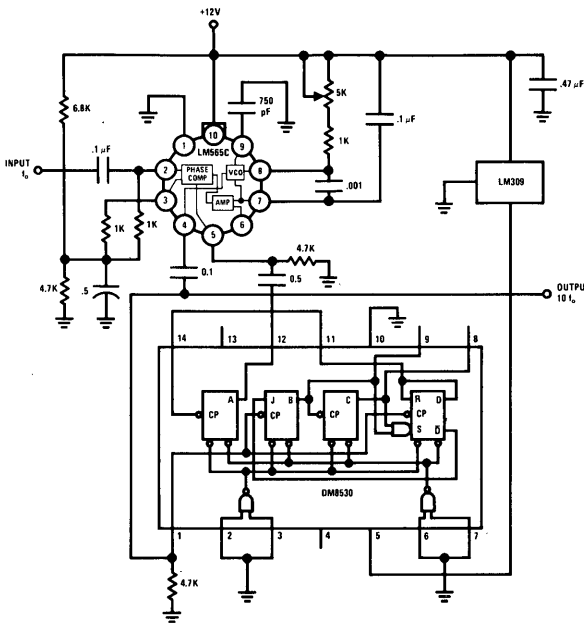 +12V
6.8K
750
pF
5K
.47 µF
10
1
9
LM565C
1K
.1 µF
INPUT
fo
.1 µF
2
PHASE
COMP
VCO
8
.001
LM309
3
AMP
7
1K
1K
4
5
6
4.7K
4.7K
.5
0.1
0.5
OUTPUT
10 fo
14
13
12
11
10
9
8
A
J
B
C
R
D
CP
CP
CP
CP
S
D̅
DM8530
1
2
3
4
5
6
7
4.7K